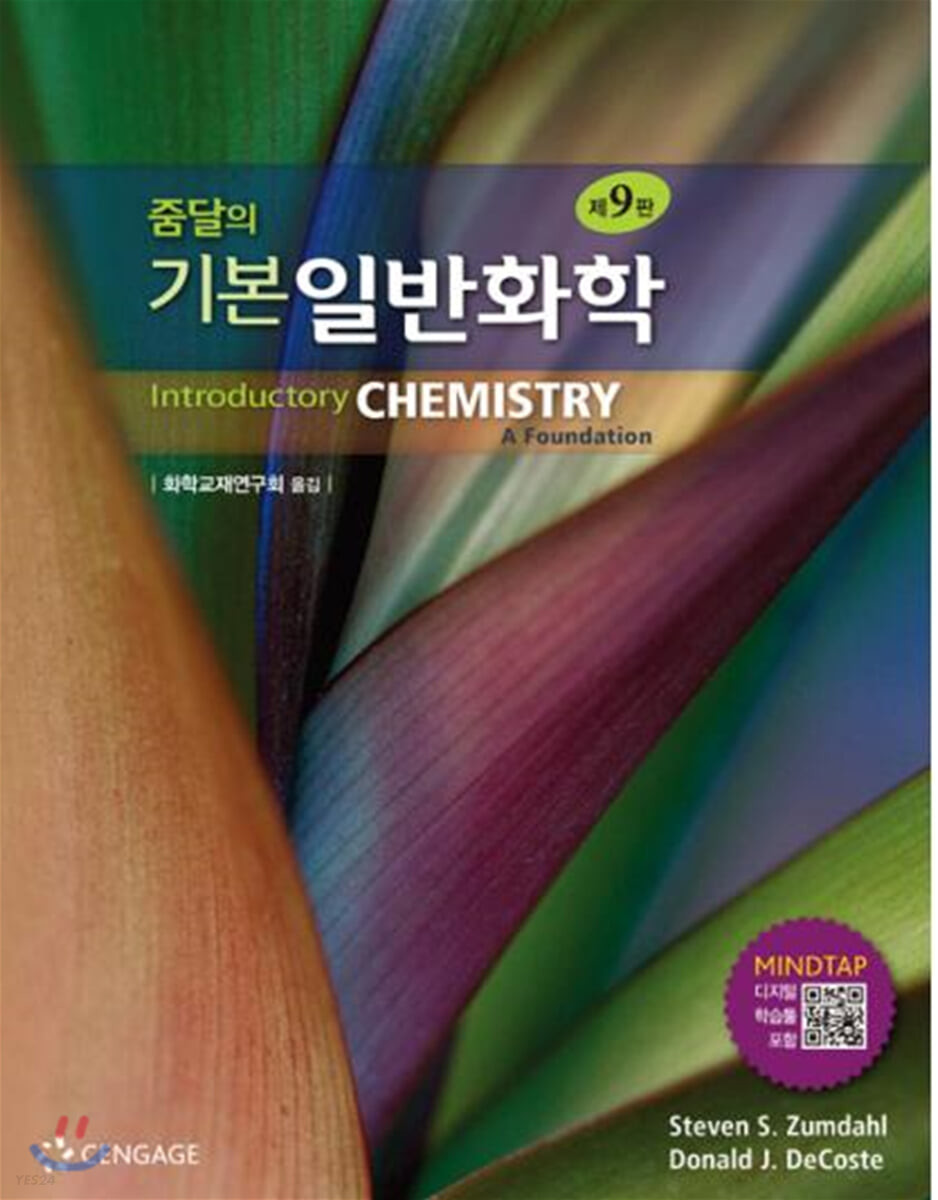 줌달의
제9판
기본일반화학
Introductory CHEMISTRY
A Foundation
| 화학교재연구회 옮김 |
MINDTAP
디지털
학습툴
포함
Steven S. Zumdahl
Donald J. DeCoste
CENGAGE
YES24